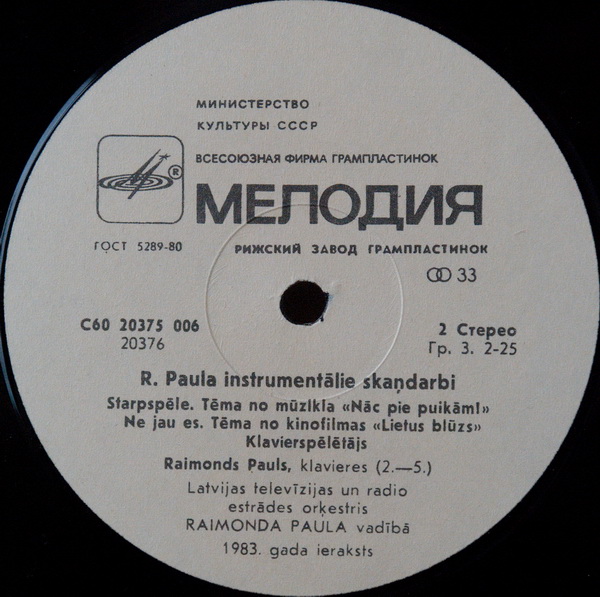 МИНИСТЕРСТВО
КУЛЬТУРЫ СССР
ВСЕСОЮЗНАЯ ФИРМА ГРАМПЛАСТИНОК
®
МЕЛОДИЯ
ГОСТ 5289-80
РИЖСКИЙ ЗАВОД ГРАМПЛАСТИНОК
33
С60 20375 006
20376
2 Стерео
Гр. 3. 2-25
R. Paula instrumentālie skaņdarbi
Starpspēle. Tēma no mūzikla «Nāc pie puikām!»
Ne jau es. Tēma no kinofilmas «Lietus blūzs»
Klavierspēlētājs
Raimonds Pauls, klavieres (2.—5.)
Latvijas televīzijas un radio
estrādes orķestris
RAIMONDA PAULA vadībā
1983. gada ieraksts